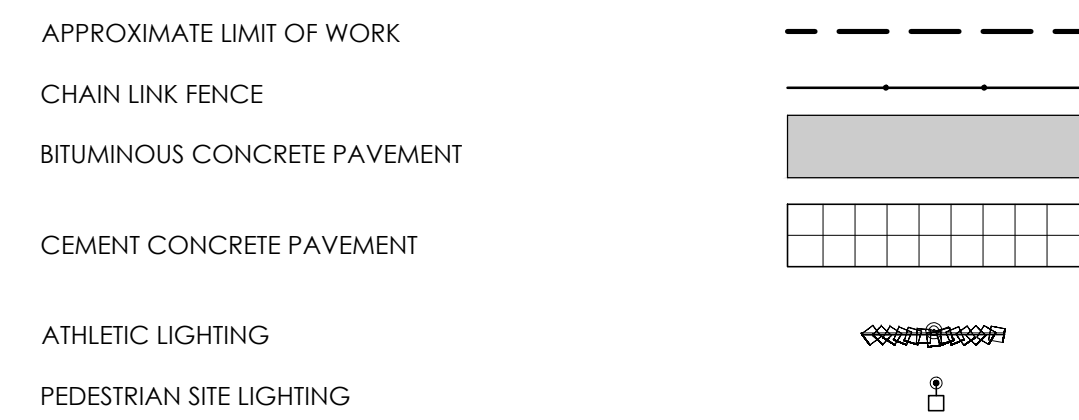 APPROXIMATE LIMIT OF WORK
CHAIN LINK FENCE
BITUMINOUS CONCRETE PAVEMENT
CEMENT CONCRETE PAVEMENT
ATHLETIC LIGHTING
PEDESTRIAN SITE LIGHTING